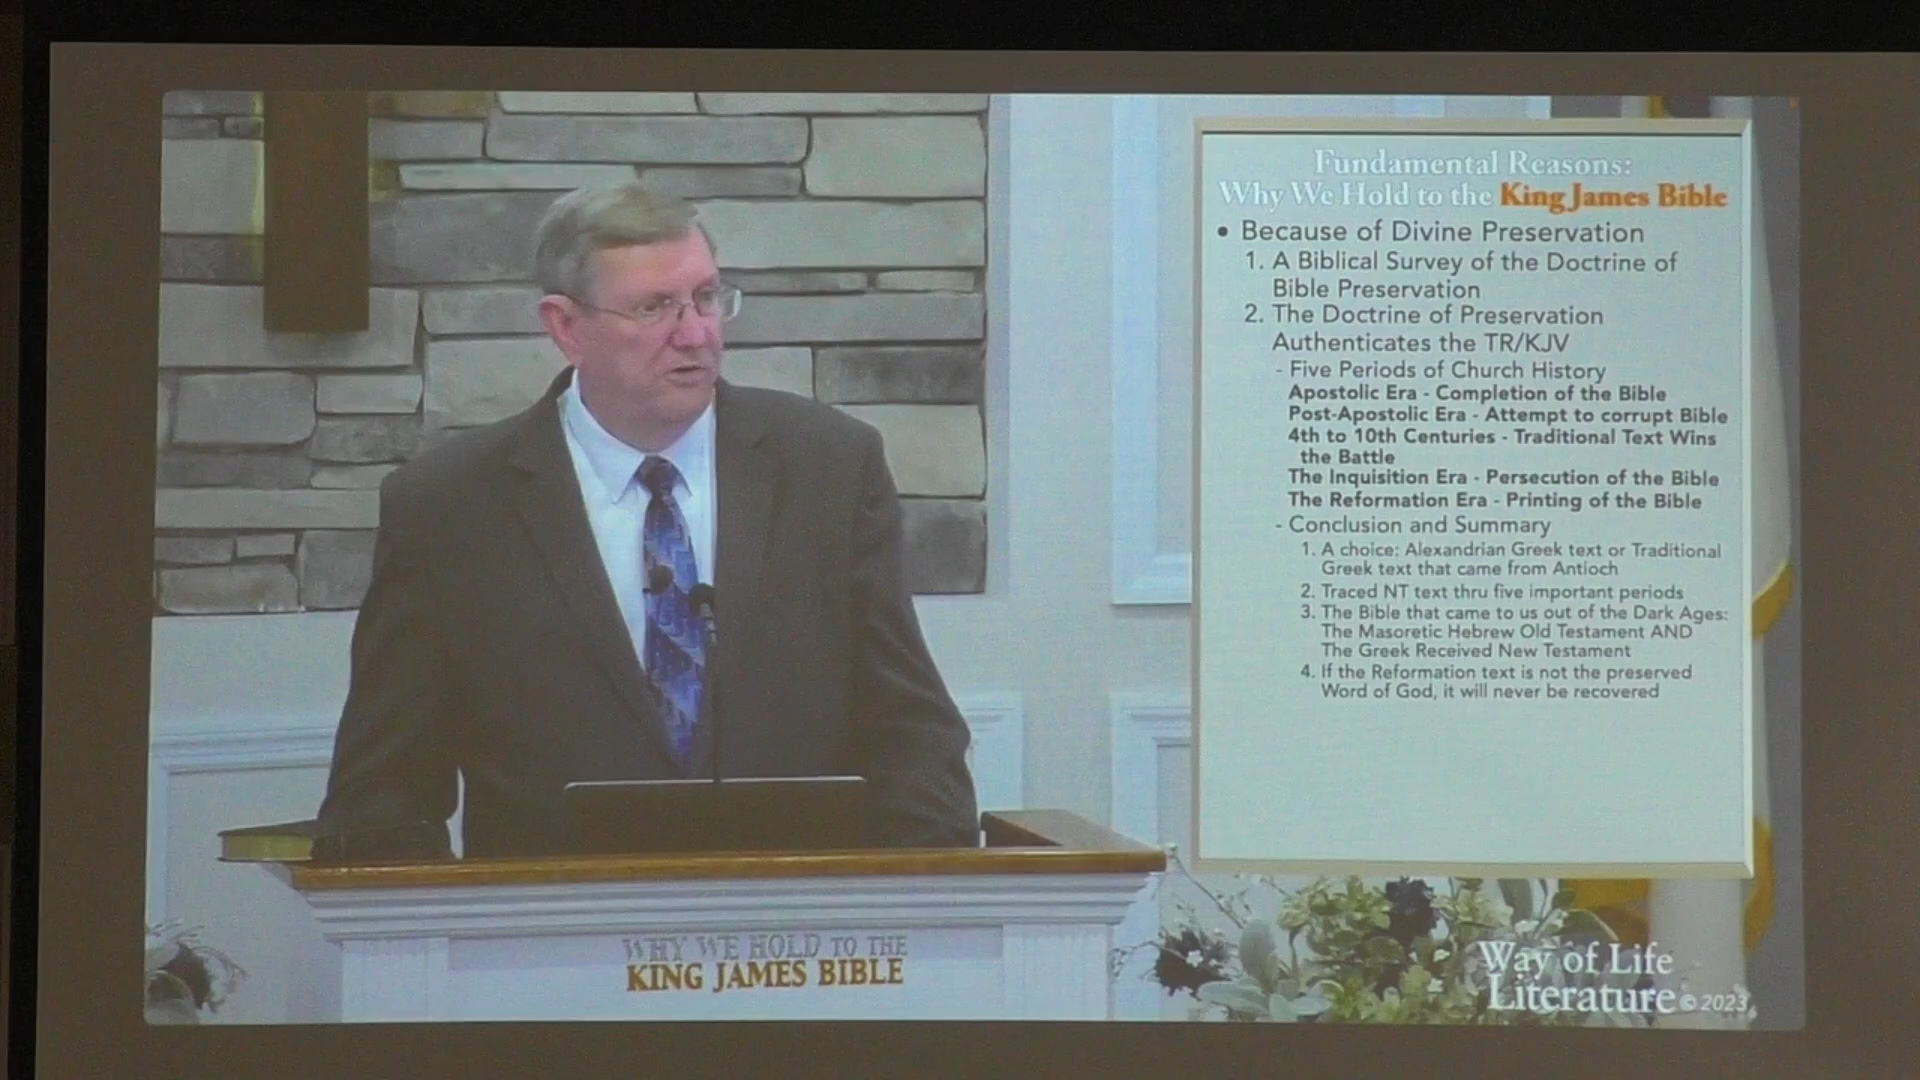 Fundamental Reasons:
Why We Hold to the King James Bible
• Because of Divine Preservation
1. A Biblical Survey of the Doctrine of
Bible Preservation
2. The Doctrine of Preservation
Authenticates the TR/KJV
- Five Periods of Church History
Apostolic Era - Completion of the Bible
Post-Apostolic Era - Attempt to corrupt Bible
4th to 10th Centuries - Traditional Text Wins
the Battle
The Inquisition Era - Persecution of the Bible
The Reformation Era - Printing of the Bible
- Conclusion and Summary
1. A choice: Alexandrian Greek text or Traditional
Greek text that came from Antioch
2. Traced NT text thru five important periods
3. The Bible that came to us out of the Dark Ages:
The Masoretic Hebrew Old Testament AND
The Greek Received New Testament
4. If the Reformation text is not the preserved
Word of God, it will never be recovered
WHY WE HOLD TO THE
KING JAMES BIBLE
Way of Life
Literature © 2023